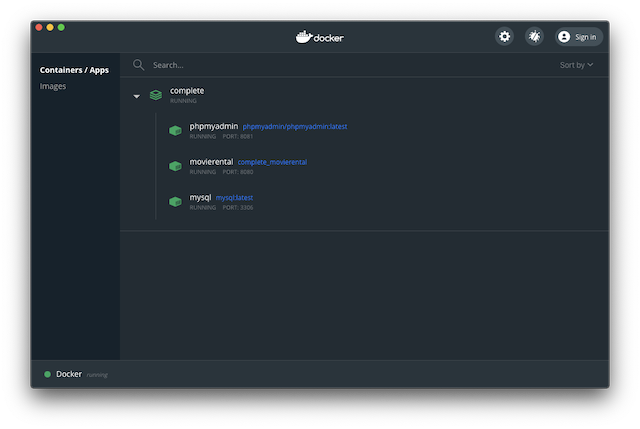 docker
Sign in
Containers / Apps
Images
Search...
Sort by
complete
RUNNING
phpmyadmin phpmyadmin/phpmyadmin:latest
RUNNING PORT: 8081
movierental complete_movierental
RUNNING PORT: 8080
mysql mysql:latest
RUNNING PORT: 3306
Docker running